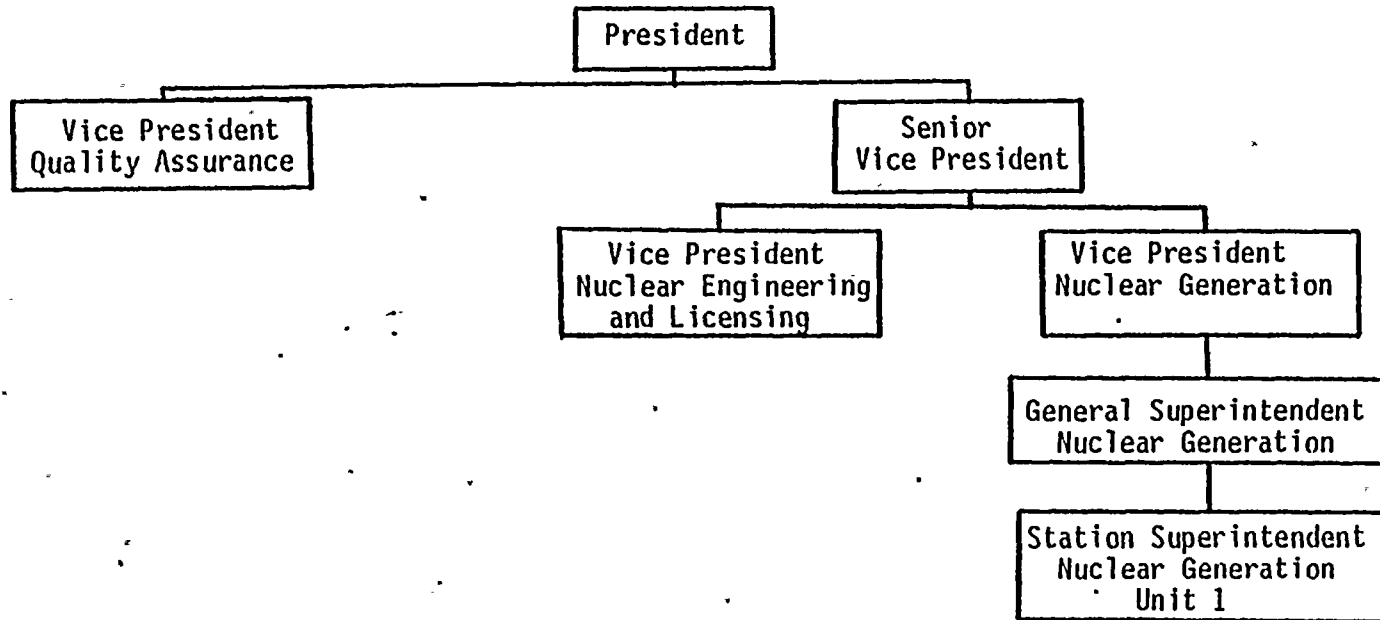 President
Vice President
Quality Assurance
Senior
Vice President
Vice President
Nuclear Engineering
and Licensing
Vice President
Nuclear Generation
General Superintendent
Nuclear Generation
Station Superintendent
Nuclear Generation
Unit 1